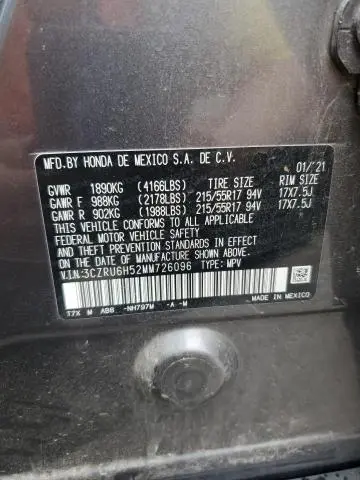 MFD.BY HONDA DE MEXICO S.A. DE C.V. 01/'21
GVWR 1890KG (4166LBS) TIRE SIZE RIM SIZE
GAWR F 988KG (2178LBS) 215/55R17 94V 17X7.5J
GAWR R 902KG (1988LBS) 215/55R17 94V 17X7.5J
THIS VEHICLE CONFORMS TO ALL APPLICABLE
FEDERAL MOTOR VEHICLE SAFETY STANDARDS IN EFFECT
ON THE DATE OF MANUFACTURE SHOWN ABOVE.
V.I.N.:3CZRU6H52MM726096 TYPE: MPV
T7X M AB8 -NH797M -A -M
MADE IN MEXICO